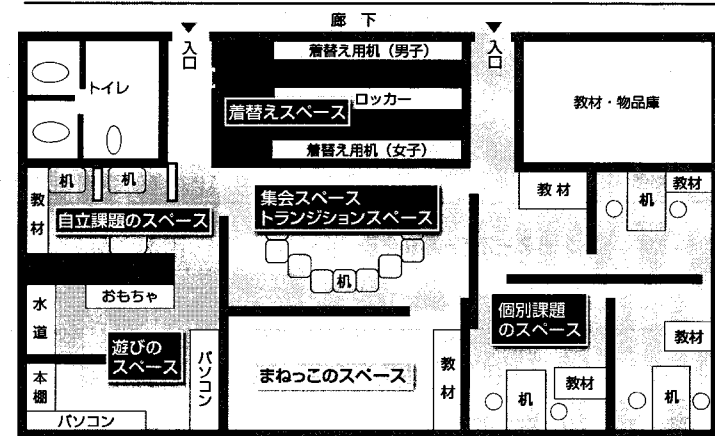 廊下
入口
入口
トイレ
着替え用机（男子）
ロッカー
着替えスペース
着替え用机（女子）
教材・物品庫
机
机
教材
自立課題のスペース
集会スペース
トランジションスペース
机
教材
机
教材
水道
おもちゃ
遊びの
スペース
本棚
パソコン
パソコン
まねっこのスペース
教材
個別課題
のスペース
机
教材
教材
机